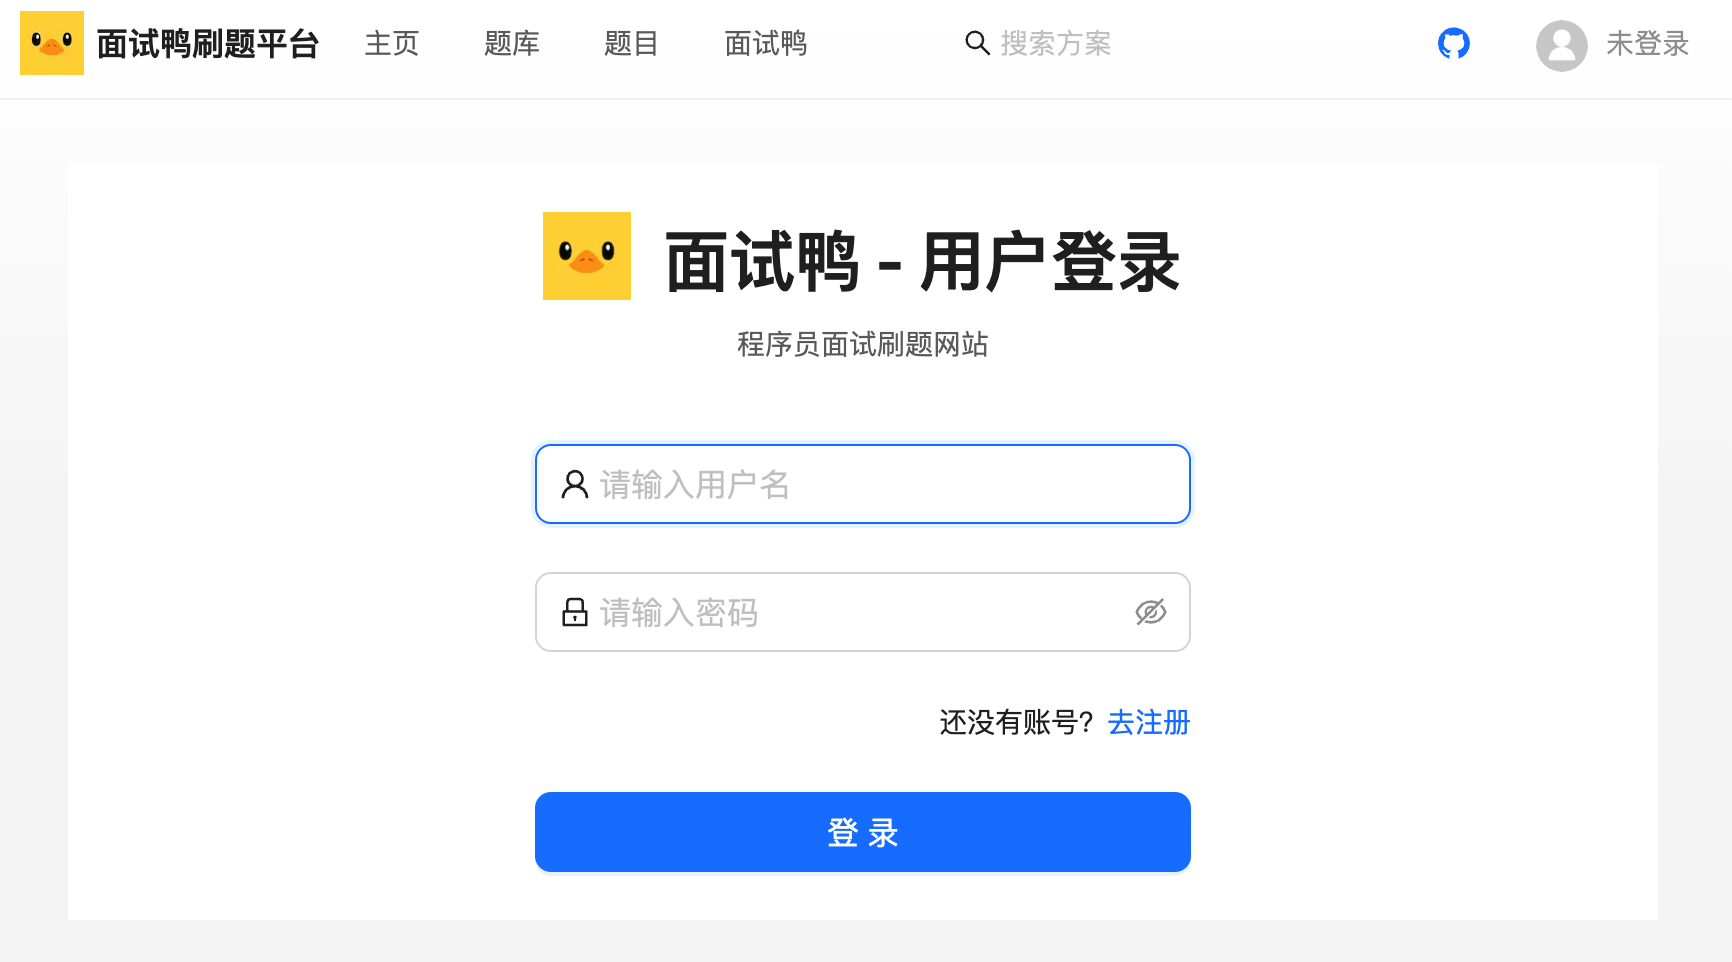 面试鸭刷题平台 主页 题库 题目 面试鸭 搜索方案 未登录
面试鸭 - 用户登录
程序员面试刷题网站
请输入用户名
请输入密码
还没有账号? 去注册
登 录